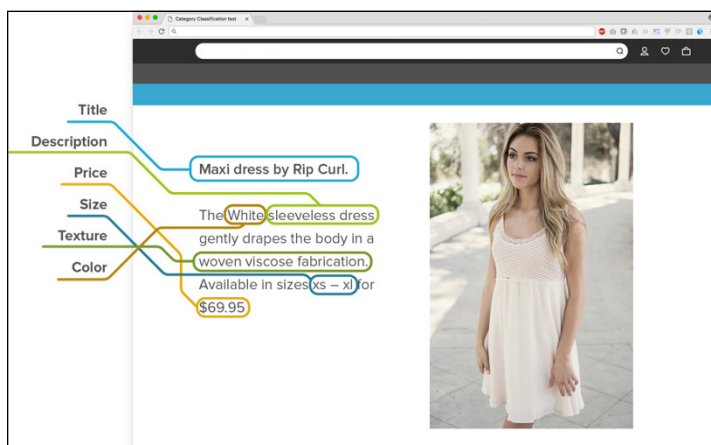 Category Classification text
Title
Description
Price
Size
Texture
Color
Maxi dress by Rip Curl.
The White sleeveless dress
gently drapes the body in a
woven viscose fabrication.
Available in sizes xs – xl for
$69.95